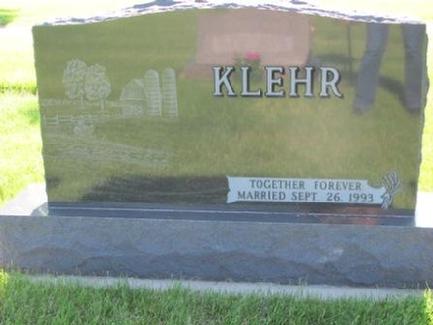 KLEHR
TOGETHER FOREVER
MARRIED SEPT. 26, 1993